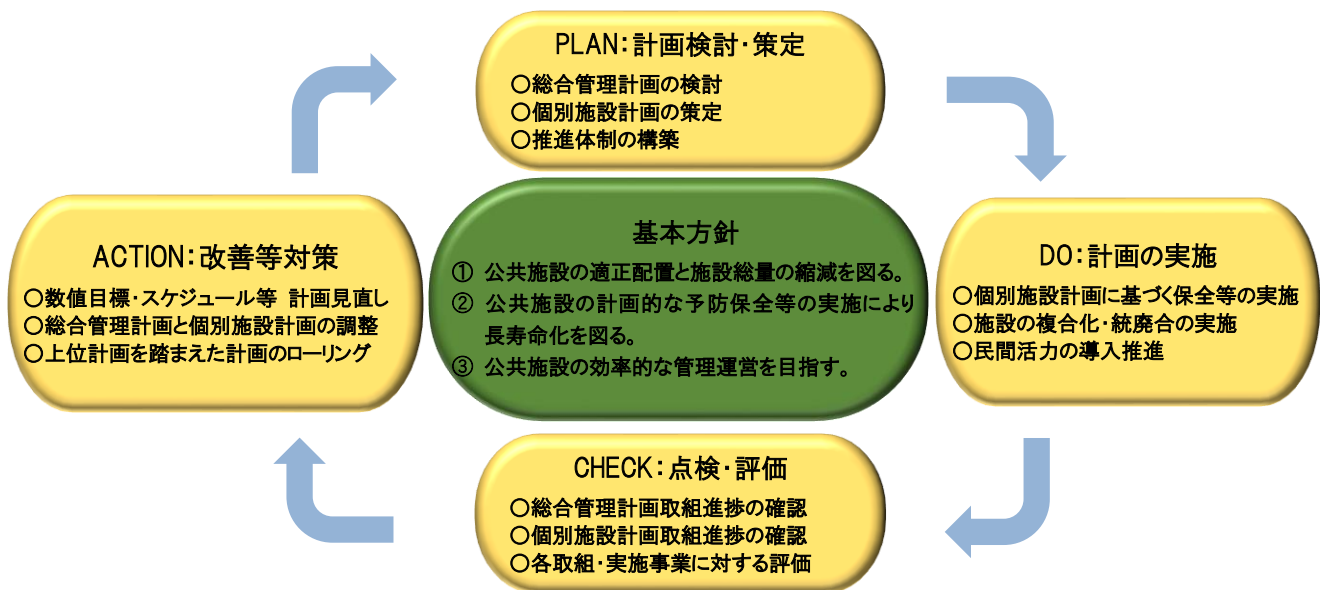 PLAN:計画検討・策定
○総合管理計画の検討
○個別施設計画の策定
○推進体制の構築
ACTION:改善等対策
○数値目標・スケジュール等 計画見直し
○総合管理計画と個別施設計画の調整
○上位計画を踏まえた計画のローリング
基本方針
① 公共施設の適正配置と施設総量の縮減を図る。
② 公共施設の計画的な予防保全等の実施により
長寿命化を図る。
③ 公共施設の効率的な管理運営を目指す。
DO:計画の実施
○個別施設計画に基づく保全等の実施
○施設の複合化・統廃合の実施
○民間活力の導入推進
CHECK:点検・評価
○総合管理計画取組進捗の確認
○個別施設計画取組進捗の確認
○各取組・実施事業に対する評価